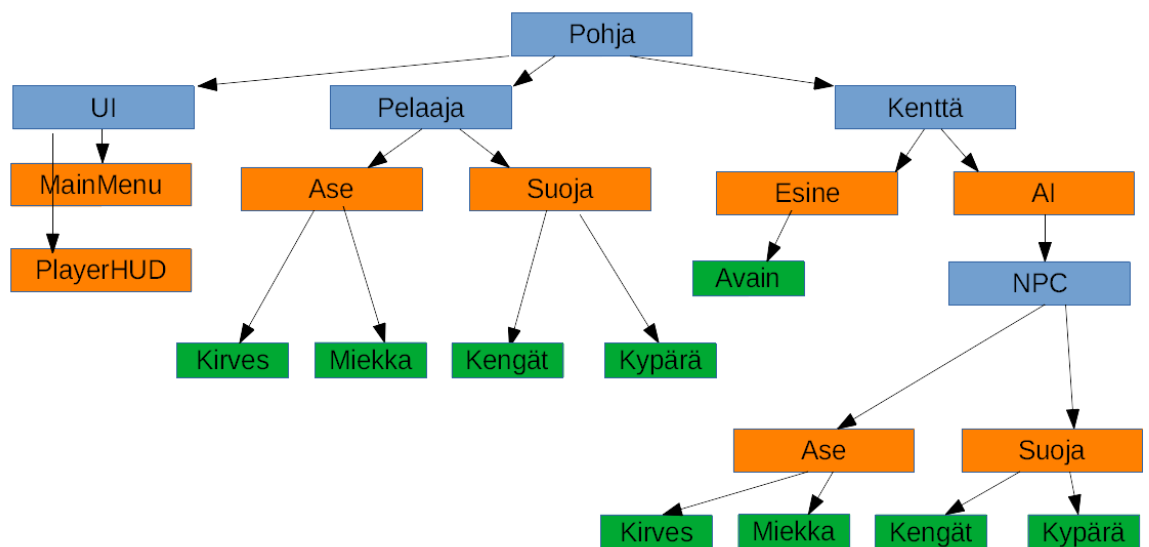 Pohja
UI
Pelaaja
Kenttä
MainMenu
Ase
Suoja
Esine
AI
PlayerHUD
Avain
NPC
Kirves
Miekka
Kengät
Kypärä
Ase
Suoja
Kirves
Miekka
Kengät
Kypärä